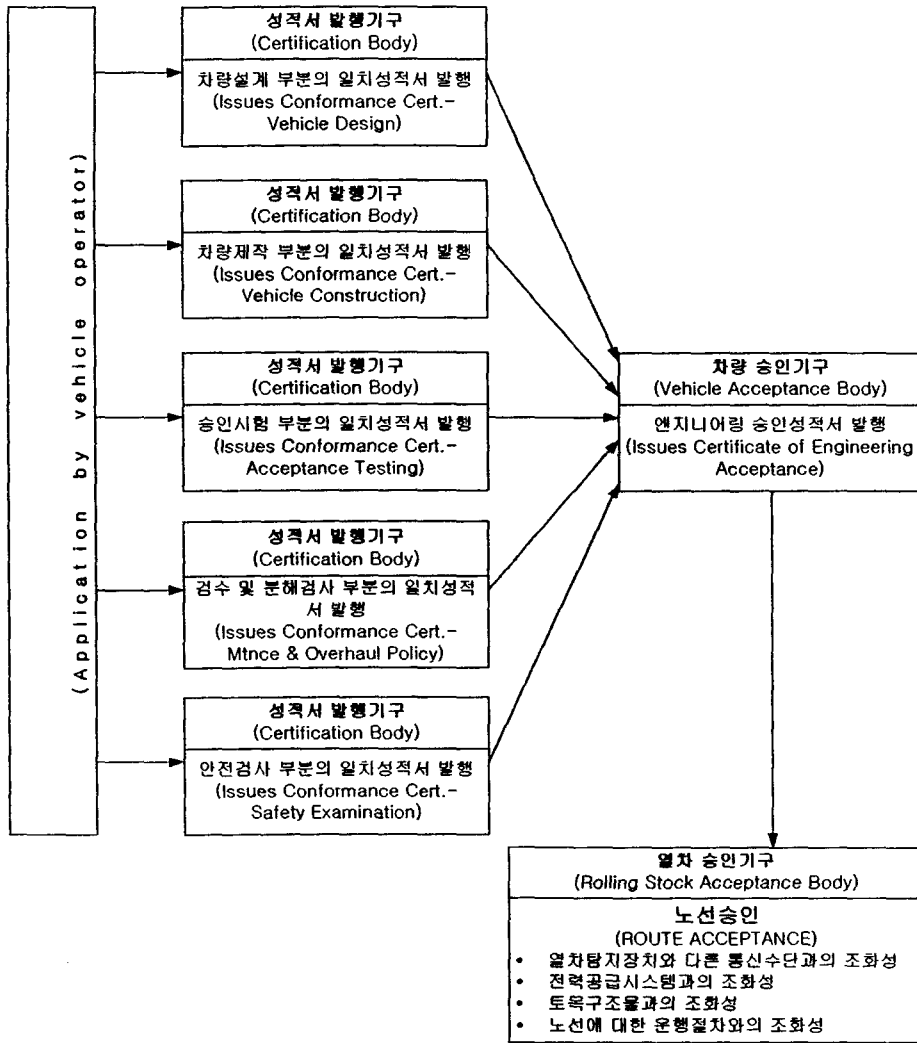 (Application by vehicle operator)
성적서 발행기구
(Certification Body)
차량설계 부분의 일치성적서 발행
(Issues Conformance Cert.-
Vehicle Design)
성적서 발행기구
(Certification Body)
차량제작 부분의 일치성적서 발행
(Issues Conformance Cert.-
Vehicle Construction)
성적서 발행기구
(Certification Body)
승인시험 부분의 일치성적서 발행
(Issues Conformance Cert.-
Acceptance Testing)
성적서 발행기구
(Certification Body)
검수 및 분해검사 부분의 일치성적
서 발행
(Issues Conformance Cert.-
Mtnce & Overhaul Policy)
성적서 발행기구
(Certification Body)
안전검사 부분의 일치성적서 발행
(Issues Conformance Cert.-
Safety Examination)
차량 승인기구
(Vehicle Acceptance Body)
엔지니어링 승인성적서 발행
(Issues Certificate of Engineering
Acceptance)
열차 승인기구
(Rolling Stock Acceptance Body)
노선승인
(ROUTE ACCEPTANCE)
• 열차탐지장치와 다른 통신수단과의 조화성
• 전력공급시스템과의 조화성
• 토목구조물과의 조화성
• 노선에 대한 운행절차와의 조화성